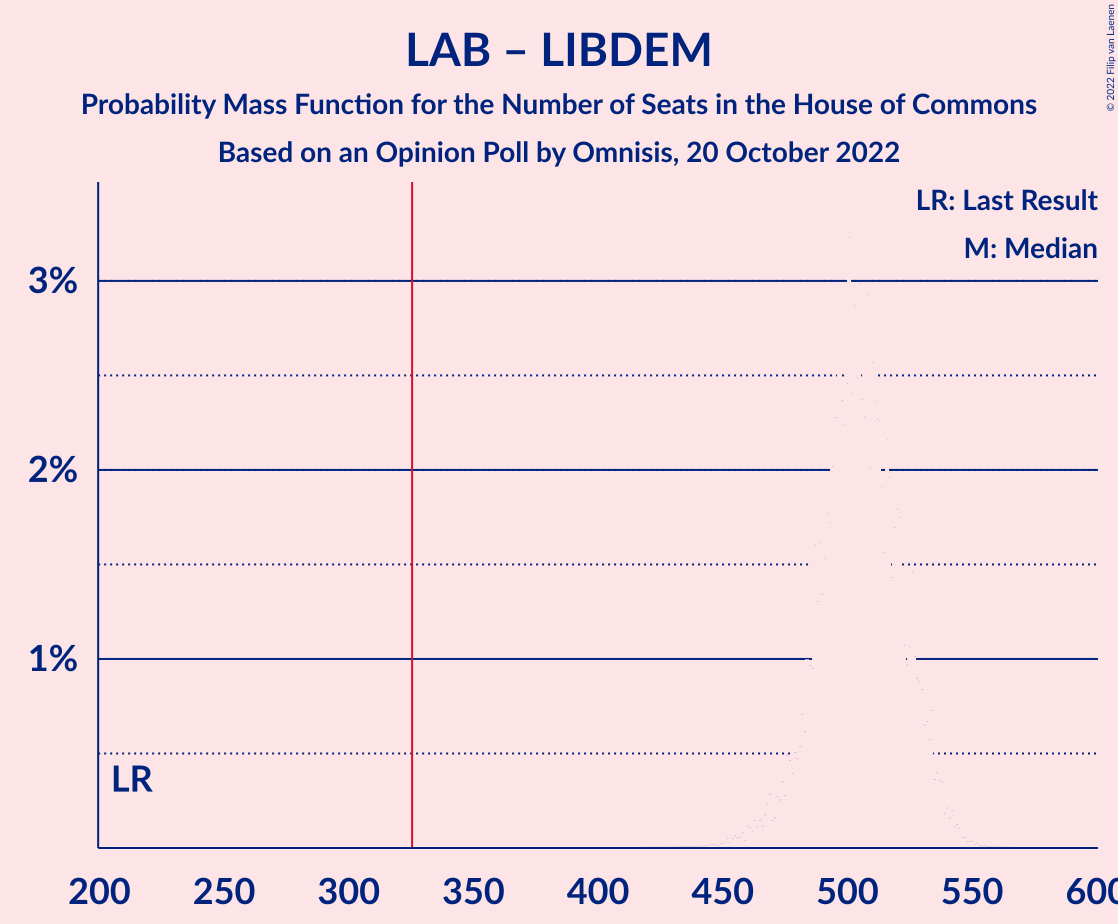 LAB – LIBDEM
Probability Mass Function for the Number of Seats in the House of Commons
Based on an Opinion Poll by Omnisis, 20 October 2022
© 2022 Filip van Laenen
LR: Last Result
M: Median
3%
2%
1%
LR
200 250 300 350 400 450 500 550 600